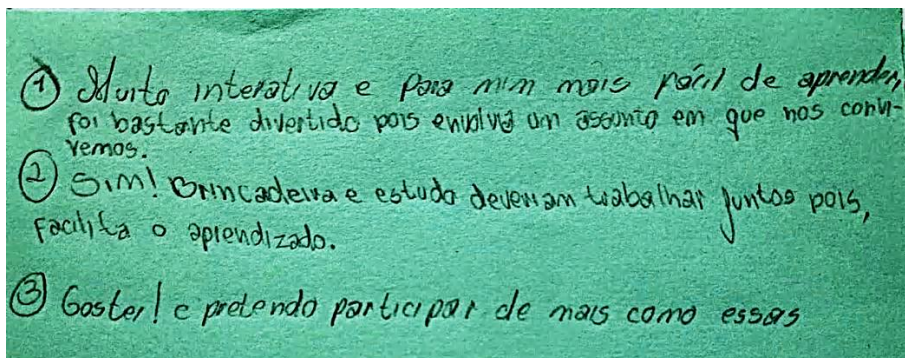 ① Muito interativa e para mim mais fácil de aprender,
foi bastante divertido pois envolve um assunto em que nos convi-
vemos.
② Sim! Brincadeira e estudo deveriam trabalhar juntos pois,
facilita o aprendizado.
③ Gostei! e pretendo participar de mais como essas